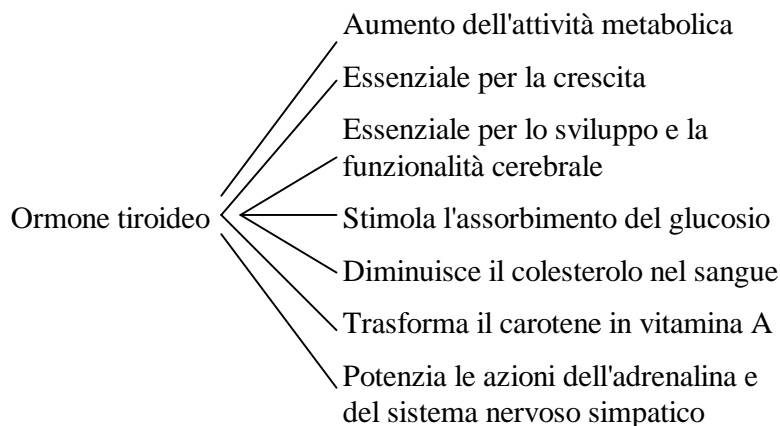 Aumento dell'attività metabolica
Essenziale per la crescita
Essenziale per lo sviluppo e la
funzionalità cerebrale
Ormone tiroideo
Stimola l'assorbimento del glucosio
Diminuisce il colesterolo nel sangue
Trasforma il carotene in vitamina A
Potenzia le azioni dell'adrenalina e
del sistema nervoso simpatico